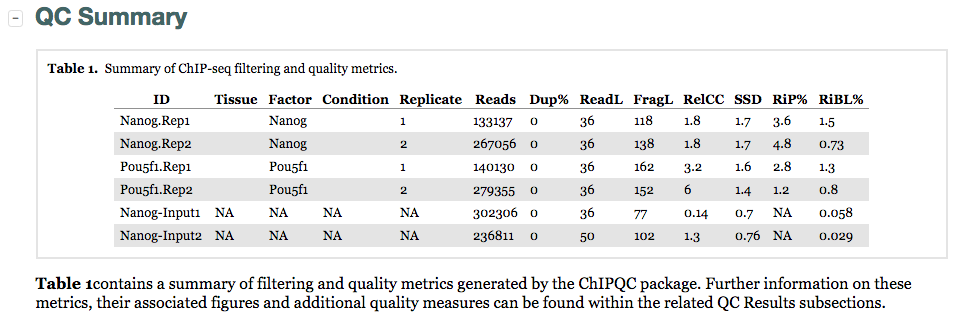 QC Summary
Table 1. Summary of ChIP-seq filtering and quality metrics.
ID Tissue Factor Condition Replicate Reads Dup% ReadL FragL RelCC SSD RiP% RiBL%
Nanog.Rep1 Nanog 1 133137 0 36 118 1.8 1.7 3.6 1.5
Nanog.Rep2 Nanog 2 267056 0 36 138 1.8 1.7 4.8 0.73
Pou5f1.Rep1 Pou5f1 1 140130 0 36 162 3.2 1.6 2.8 1.3
Pou5f1.Rep2 Pou5f1 2 279355 0 36 152 6 1.4 1.2 0.8
Nanog-Input1 NA NA NA NA 302306 0 36 77 0.14 0.7 NA 0.058
Nanog-Input2 NA NA NA NA 236811 0 50 102 1.3 0.76 NA 0.029
Table 1contains a summary of filtering and quality metrics generated by the ChIPQC package. Further information on these
metrics, their associated figures and additional quality measures can be found within the related QC Results subsections.